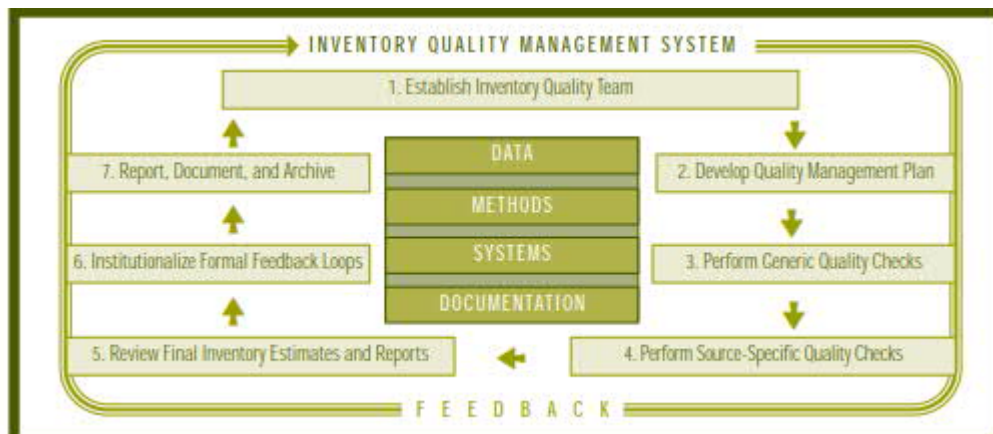 INVENTORY QUALITY MANAGEMENT SYSTEM
1. Establish Inventory Quality Team
2. Develop Quality Management Plan
3. Perform Generic Quality Checks
4. Perform Source-Specific Quality Checks
5. Review Final Inventory Estimates and Reports
6. Institutionalize Formal Feedback Loops
7. Report, Document, and Archive
DATA
METHODS
SYSTEMS
DOCUMENTATION
FEEDBACK